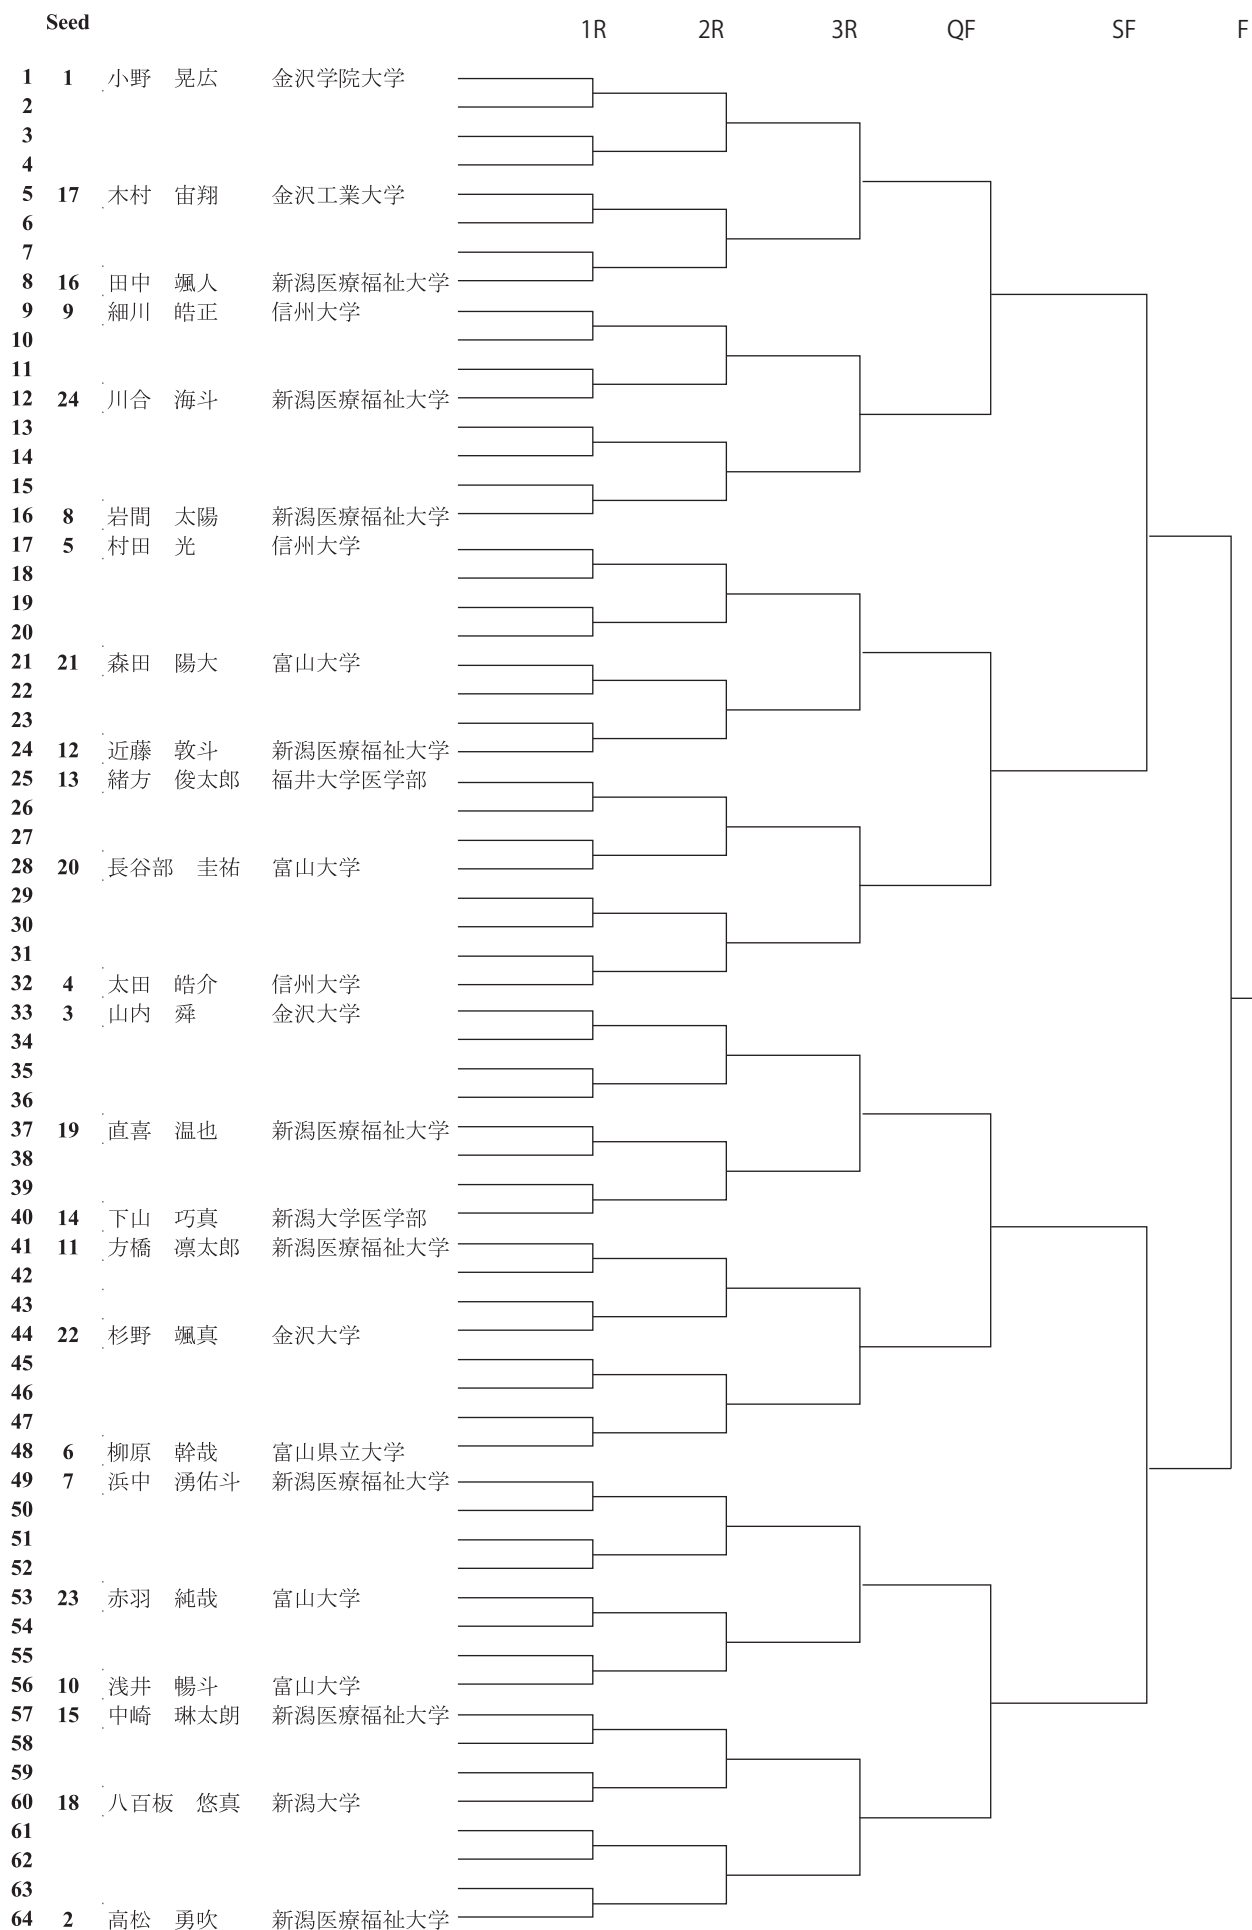 Seed 1R 2R 3R QF SF F
1 1 小野　晃広 金沢学院大学
2
3
4
5 17 木村　宙翔 金沢工業大学
6
7
8 16 田中　颯人 新潟医療福祉大学
9 9 細川　皓正 信州大学
10
11
12 24 川合　海斗 新潟医療福祉大学
13
14
15
16 8 岩間　太陽 新潟医療福祉大学
17 5 村田　光 信州大学
18
19
20
21 21 森田　陽大 富山大学
22
23
24 12 近藤　敦斗 新潟医療福祉大学
25 13 緒方　俊太郎 福井大学医学部
26
27
28 20 長谷部　圭祐 富山大学
29
30
31
32 4 太田　皓介 信州大学
33 3 山内　舜 金沢大学
34
35
36
37 19 直喜　温也 新潟医療福祉大学
38
39
40 14 下山　巧真 新潟大学医学部
41 11 方橋　凛太郎 新潟医療福祉大学
42
43
44 22 杉野　颯真 金沢大学
45
46
47
48 6 柳原　幹哉 富山県立大学
49 7 浜中　湧佑斗 新潟医療福祉大学
50
51
52
53 23 赤羽　純哉 富山大学
54
55
56 10 浅井　暢斗 富山大学
57 15 中崎　琳太朗 新潟医療福祉大学
58
59
60 18 八百板　悠真 新潟大学
61
62
63
64 2 高松　勇吹 新潟医療福祉大学